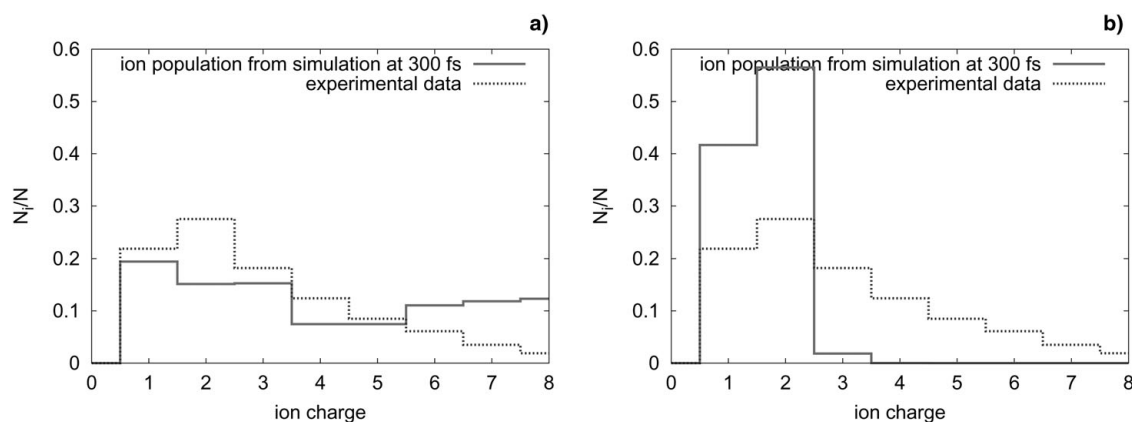 a)
0.6
ion population from simulation at 300 fs
experimental data
0.5
0.4
0.3
0.2
0.1
0
N_i/N
0 1 2 3 4 5 6 7 8
ion charge
b)
0.6
ion population from simulation at 300 fs
experimental data
0.5
0.4
0.3
0.2
0.1
0
N_i/N
0 1 2 3 4 5 6 7 8
ion charge